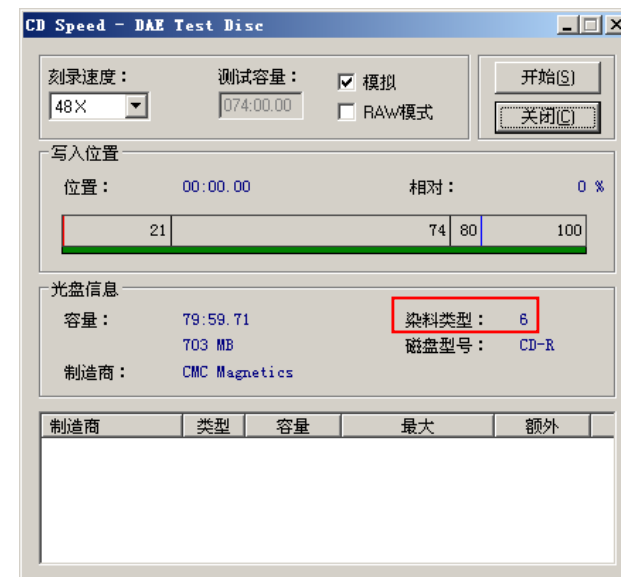 CD Speed - DAE Test Disc
刻录速度： 测试容量： 模拟 开始(S)
48X 074:00.00 RAW模式 关闭(C)
写入位置
位置： 00:00.00 相对： 0 %
21 74 80 100
光盘信息
容量： 79:59.71 染料类型： 6
703 MB 磁盘型号： CD-R
制造商： CMC Magnetics
制造商 类型 容量 最大 额外